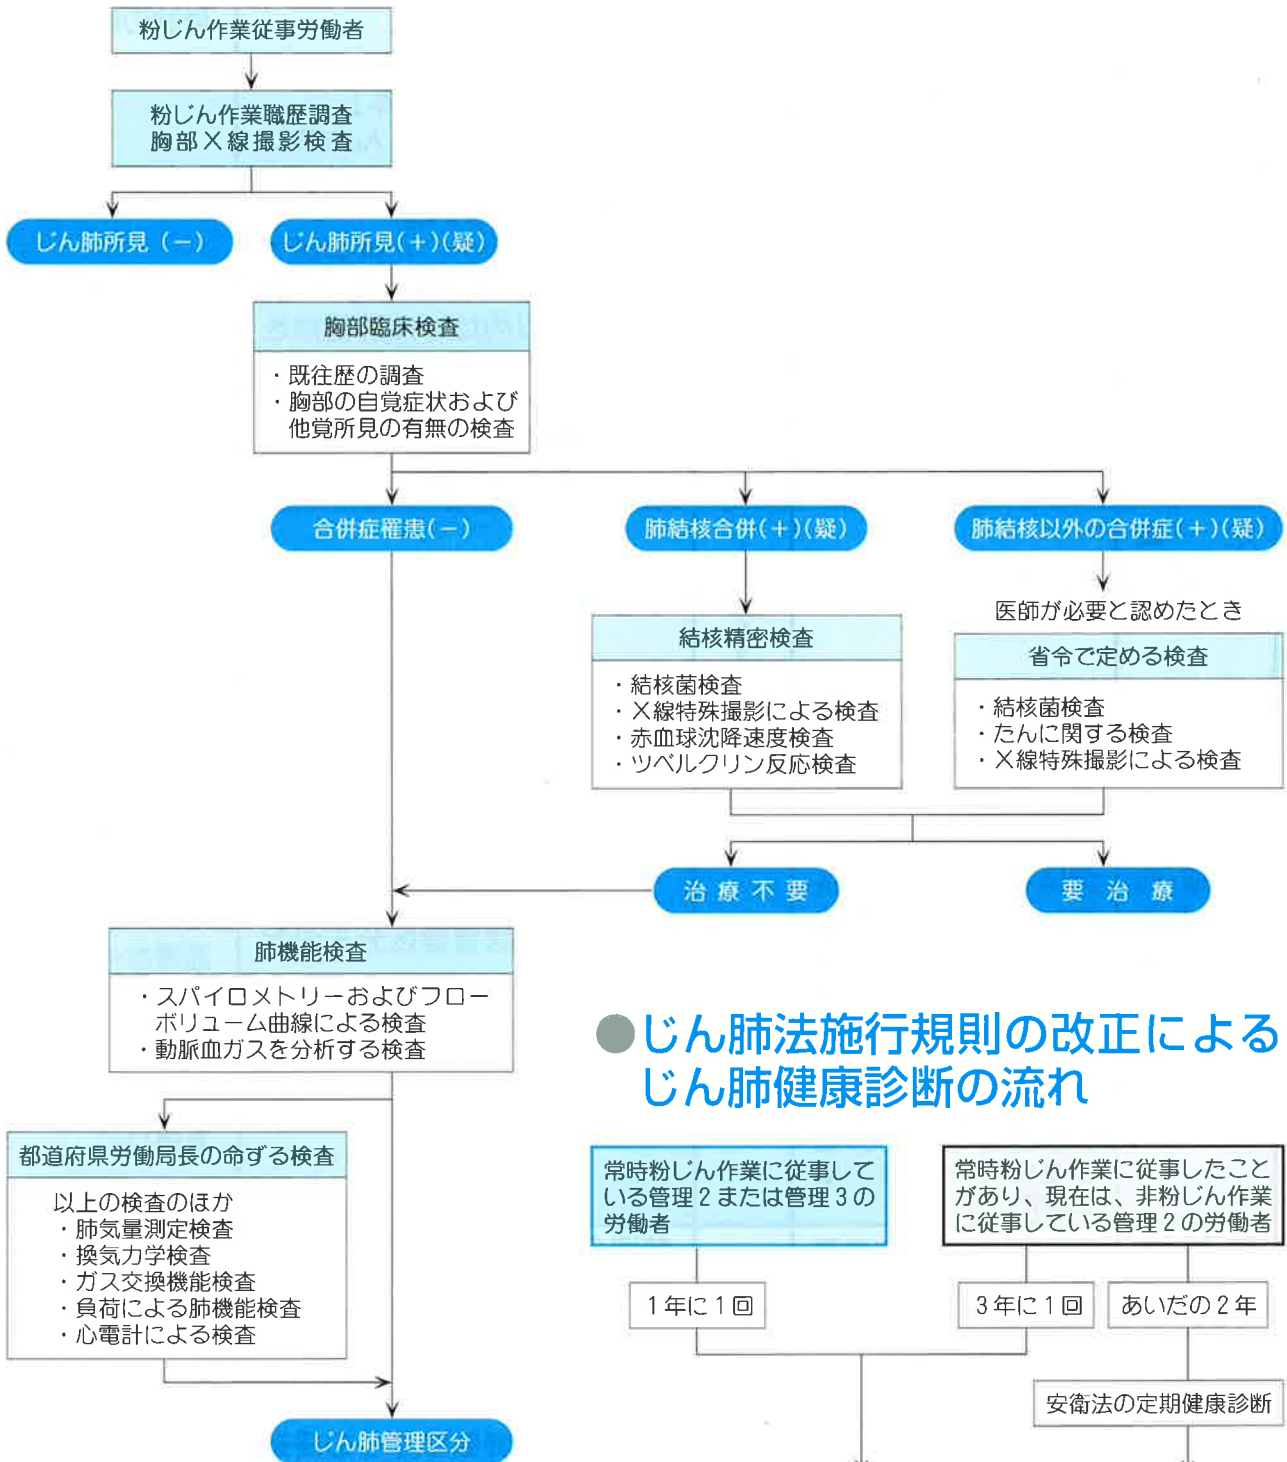 粉じん作業従事労働者
粉じん作業職歴調査
胸部X線撮影検査
じん肺所見（－）
じん肺所見(＋)(疑)
胸部臨床検査
・既往歴の調査
・胸部の自覚症状および
他覚所見の有無の検査
合併症罹患(－)
肺結核合併(＋)(疑)
肺結核以外の合併症(＋)(疑)
医師が必要と認めたとき
結核精密検査
・結核菌検査
・X線特殊撮影による検査
・赤血球沈降速度検査
・ツベルクリン反応検査
省令で定める検査
・結核菌検査
・たんに関する検査
・X線特殊撮影による検査
治療不要
要治療
肺機能検査
・スパイロメトリーおよびフロー
ボリューム曲線による検査
・動脈血ガスを分析する検査
都道府県労働局長の命ずる検査
以上の検査のほか
・肺気量測定検査
・換気力学検査
・ガス交換機能検査
・負荷による肺機能検査
・心電計による検査
じん肺管理区分
●じん肺法施行規則の改正による
じん肺健康診断の流れ
常時粉じん作業に従事して
いる管理2または管理3の
労働者
常時粉じん作業に従事したこと
があり、現在は、非粉じん作業
に従事している管理2の労働者
1年に1回
3年に1回
あいだの2年
安衛法の定期健康診断